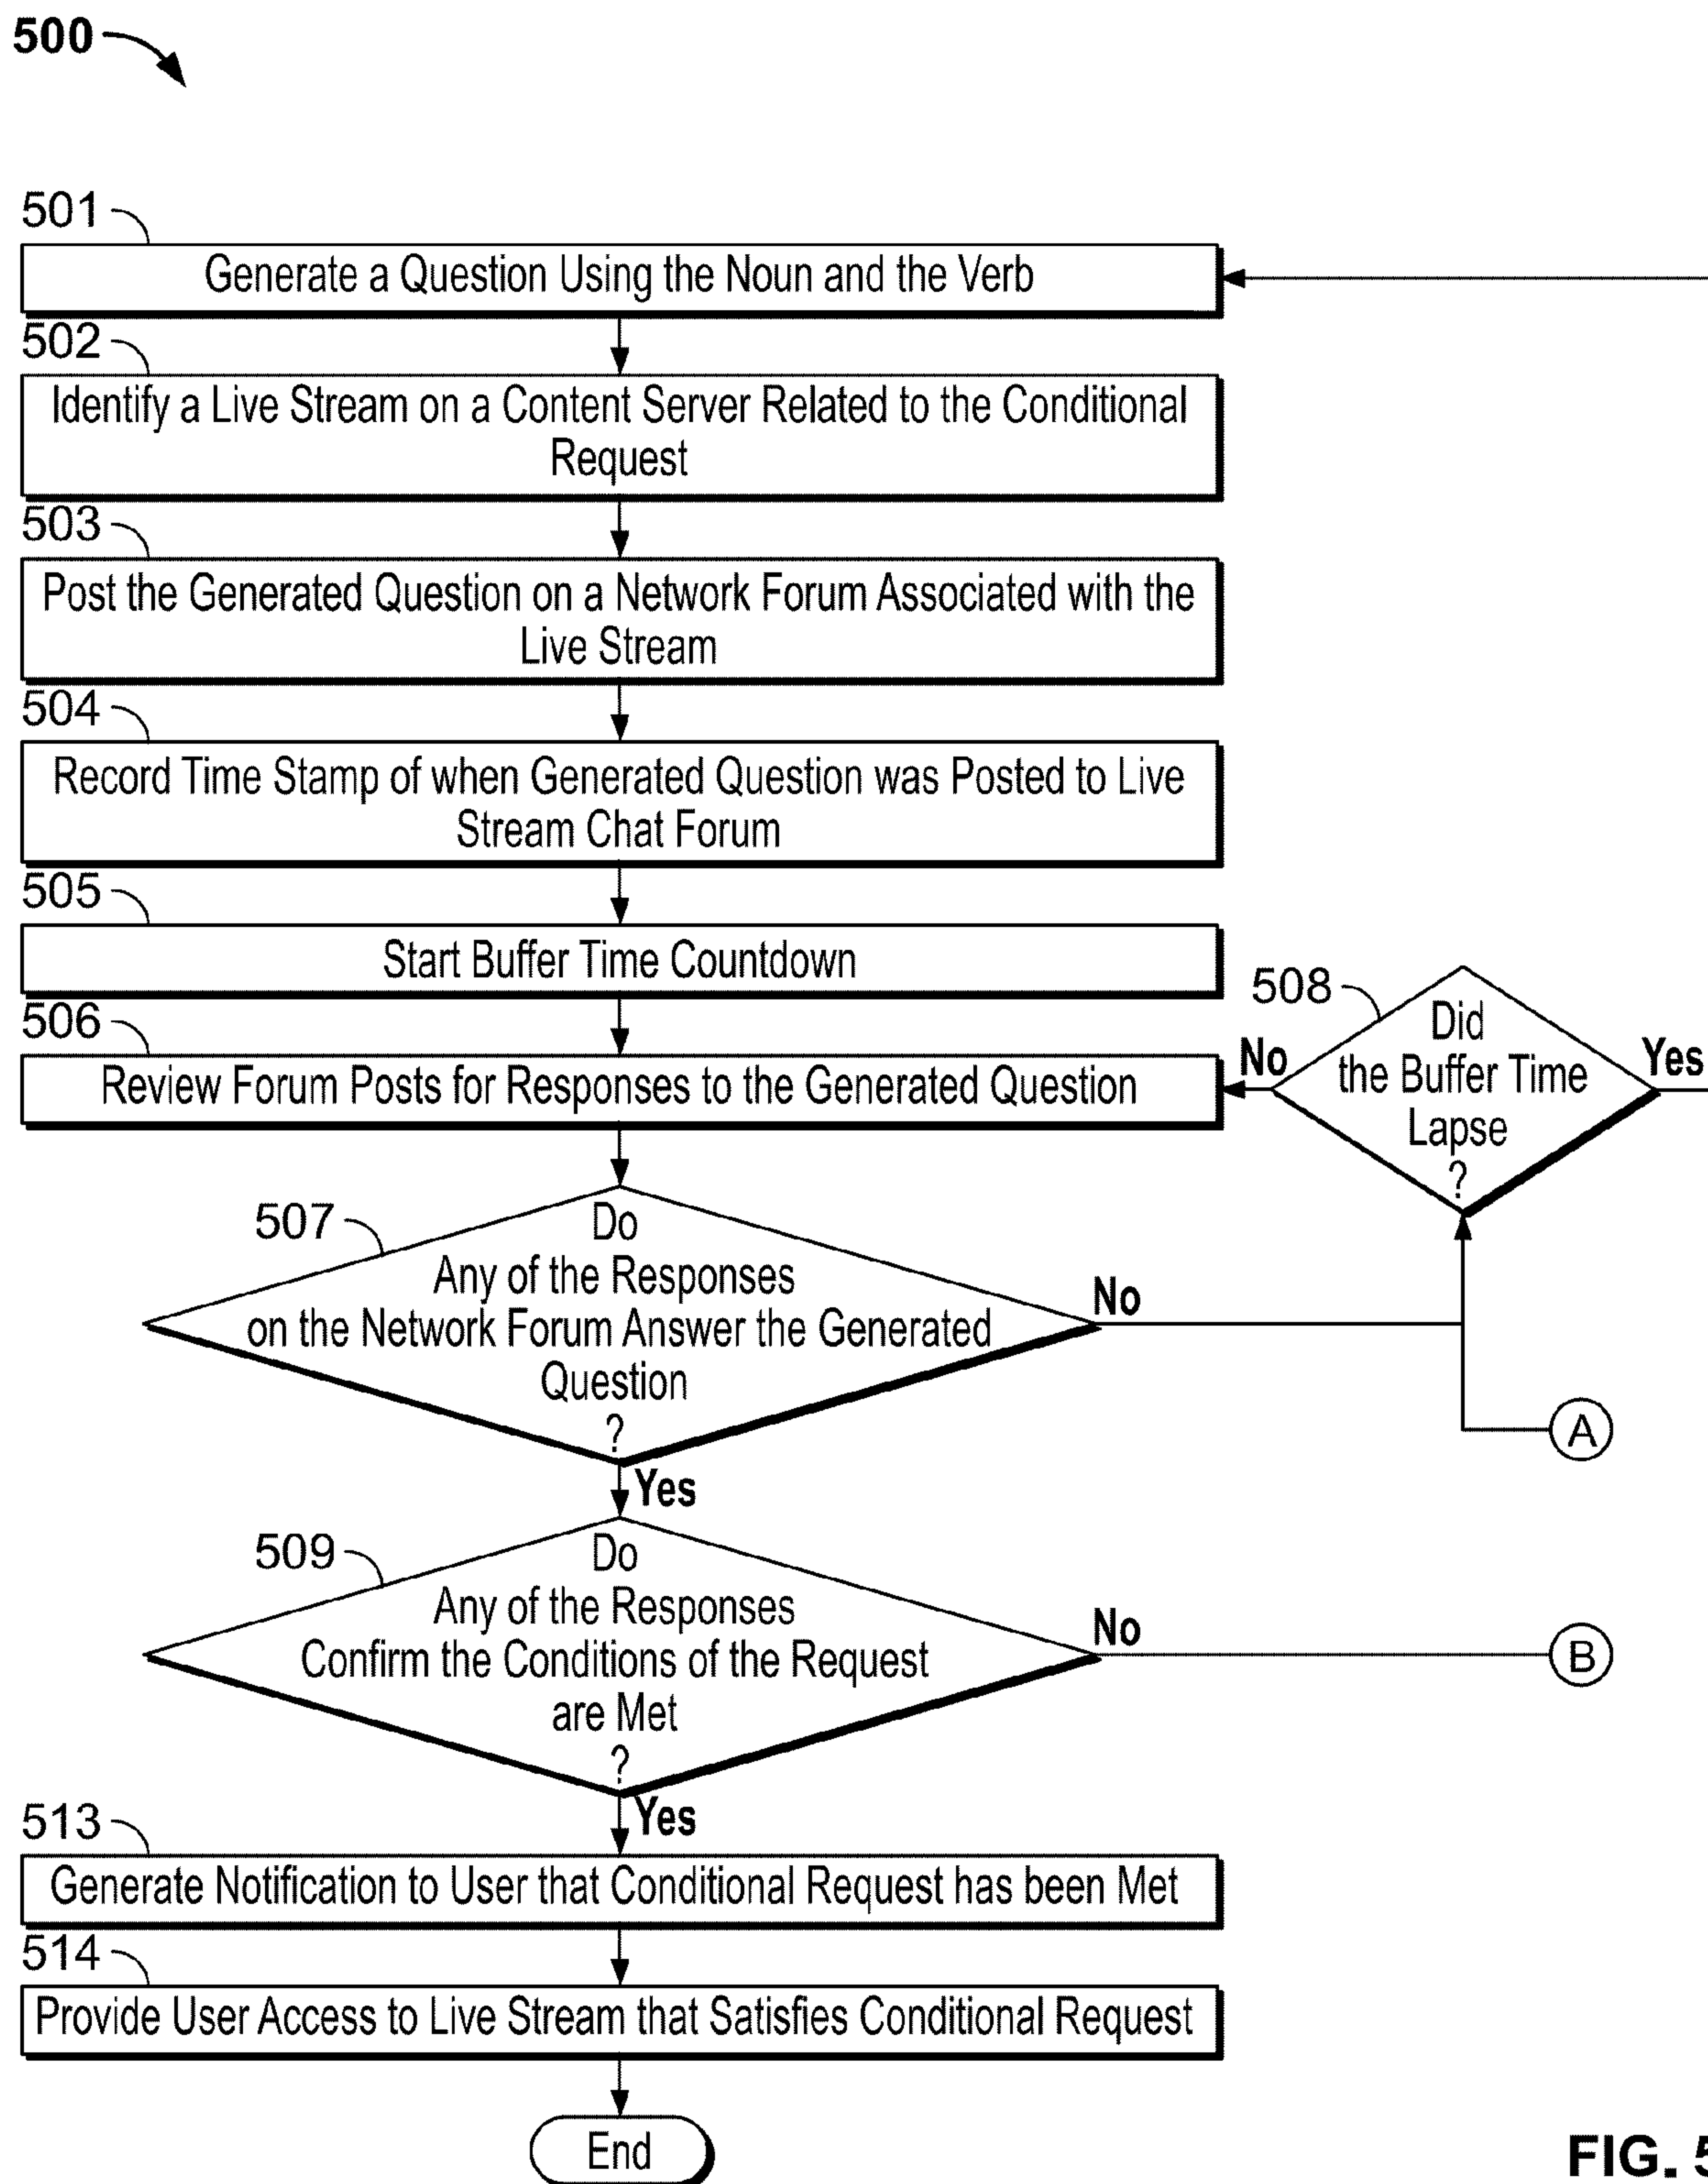 500
501
Generate a Question Using the Noun and the Verb
502
Identify a Live Stream on a Content Server Related to the Conditional
Request
503
Post the Generated Question on a Network Forum Associated with the
Live Stream
504
Record Time Stamp of when Generated Question was Posted to Live
Stream Chat Forum
505
Start Buffer Time Countdown
506
Review Forum Posts for Responses to the Generated Question
508
Did
the Buffer Time
Lapse
?
No
Yes
507
Do
Any of the Responses
on the Network Forum Answer the Generated
Question
?
No
A
Yes
509
Do
Any of the Responses
Confirm the Conditions of the Request
are Met
?
No
B
Yes
513
Generate Notification to User that Conditional Request has been Met
514
Provide User Access to Live Stream that Satisfies Conditional Request
End
FIG. 5